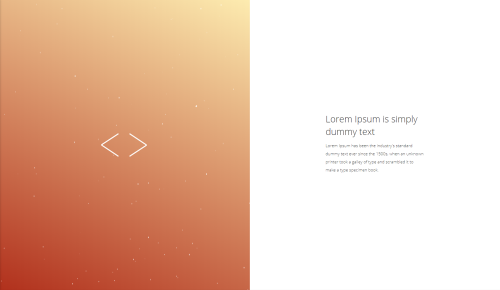 Lorem Ipsum is simply
dummy text
Lorem Ipsum has been the industry's standard
dummy text ever since the 1500s, when an unknown
printer took a galley of type and scrambled it to
make a type specimen book.